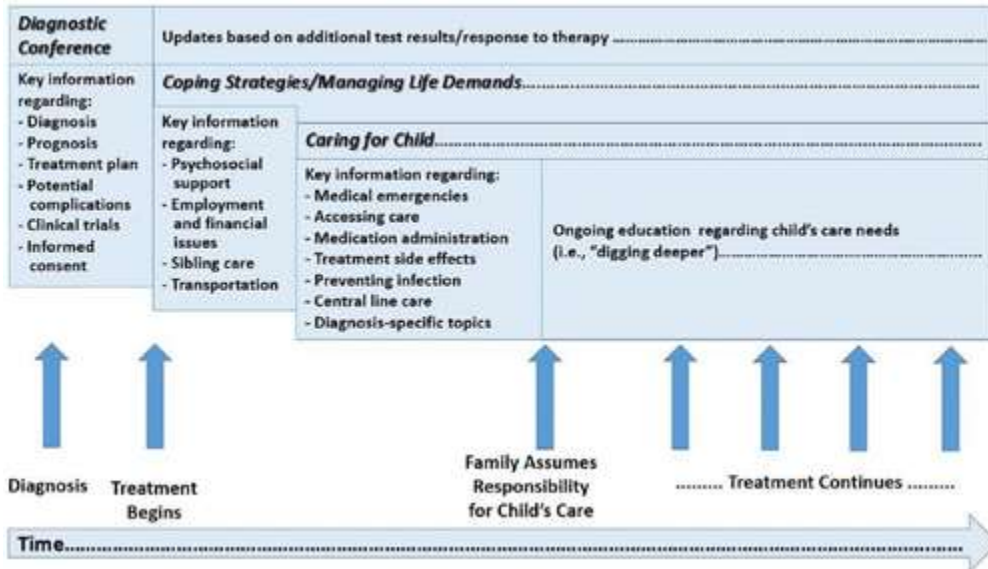 Diagnostic
Conference
Updates based on additional test results/response to therapy ..........................................................................
Key information
regarding:
- Diagnosis
- Prognosis
- Treatment plan
- Potential
complications
- Clinical trials
- Informed
consent
Coping Strategies/Managing Life Demands..........................................................................................
Key information
regarding:
- Psychosocial
support
- Employment
and financial
issues
- Sibling care
- Transportation
Caring for Child..........................................................................................................
Key information regarding:
- Medical emergencies
- Accessing care
- Medication administration
- Treatment side effects
- Preventing infection
- Central line care
- Diagnosis-specific topics
Ongoing education regarding child's care needs
(i.e., "digging deeper")..................................................
Diagnosis
Treatment
Begins
Family Assumes
Responsibility
for Child's Care
......... Treatment Continues .........
Time....................................................................................................................................................